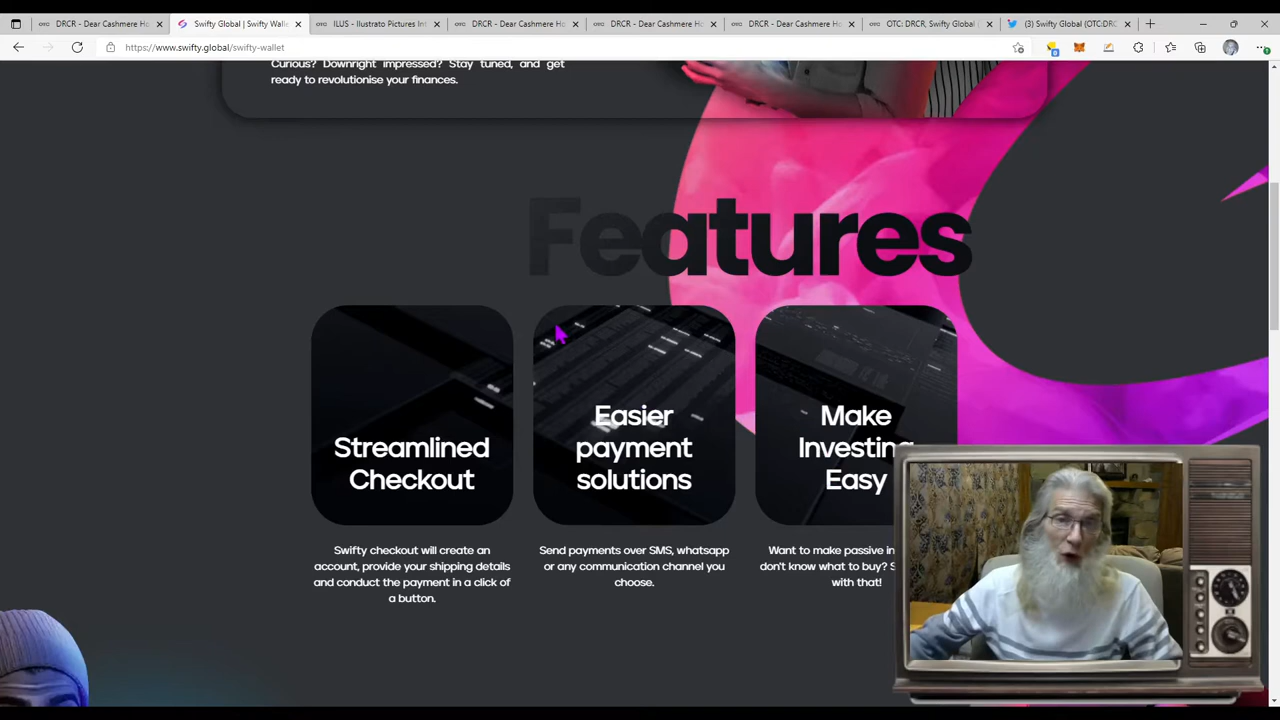 DRCR - Dear Cashmere Ho
Swifty Global | Swifty Walle
ILUS - Ilustrato Pictures Int
DRCR - Dear Cashmere Ho
DRCR - Dear Cashmere Ho
DRCR - Dear Cashmere Ho
OTC: DRCR, Swifty Global |
(3) Swifty Global (OTC:DRC
https://www.swifty.global/swifty-wallet
Curious? Downright impressed? Stay tuned, and get
ready to revolutionise your finances.
Features
Streamlined
Checkout
Swifty checkout will create an
account, provide your shipping details
and conduct the payment in a click of
a button.
Easier
payment
solutions
Send payments over SMS, whatsapp
or any communication channel you
choose.
Make
Investing
Easy
Want to make passive in
don't know what to buy? S
with that!